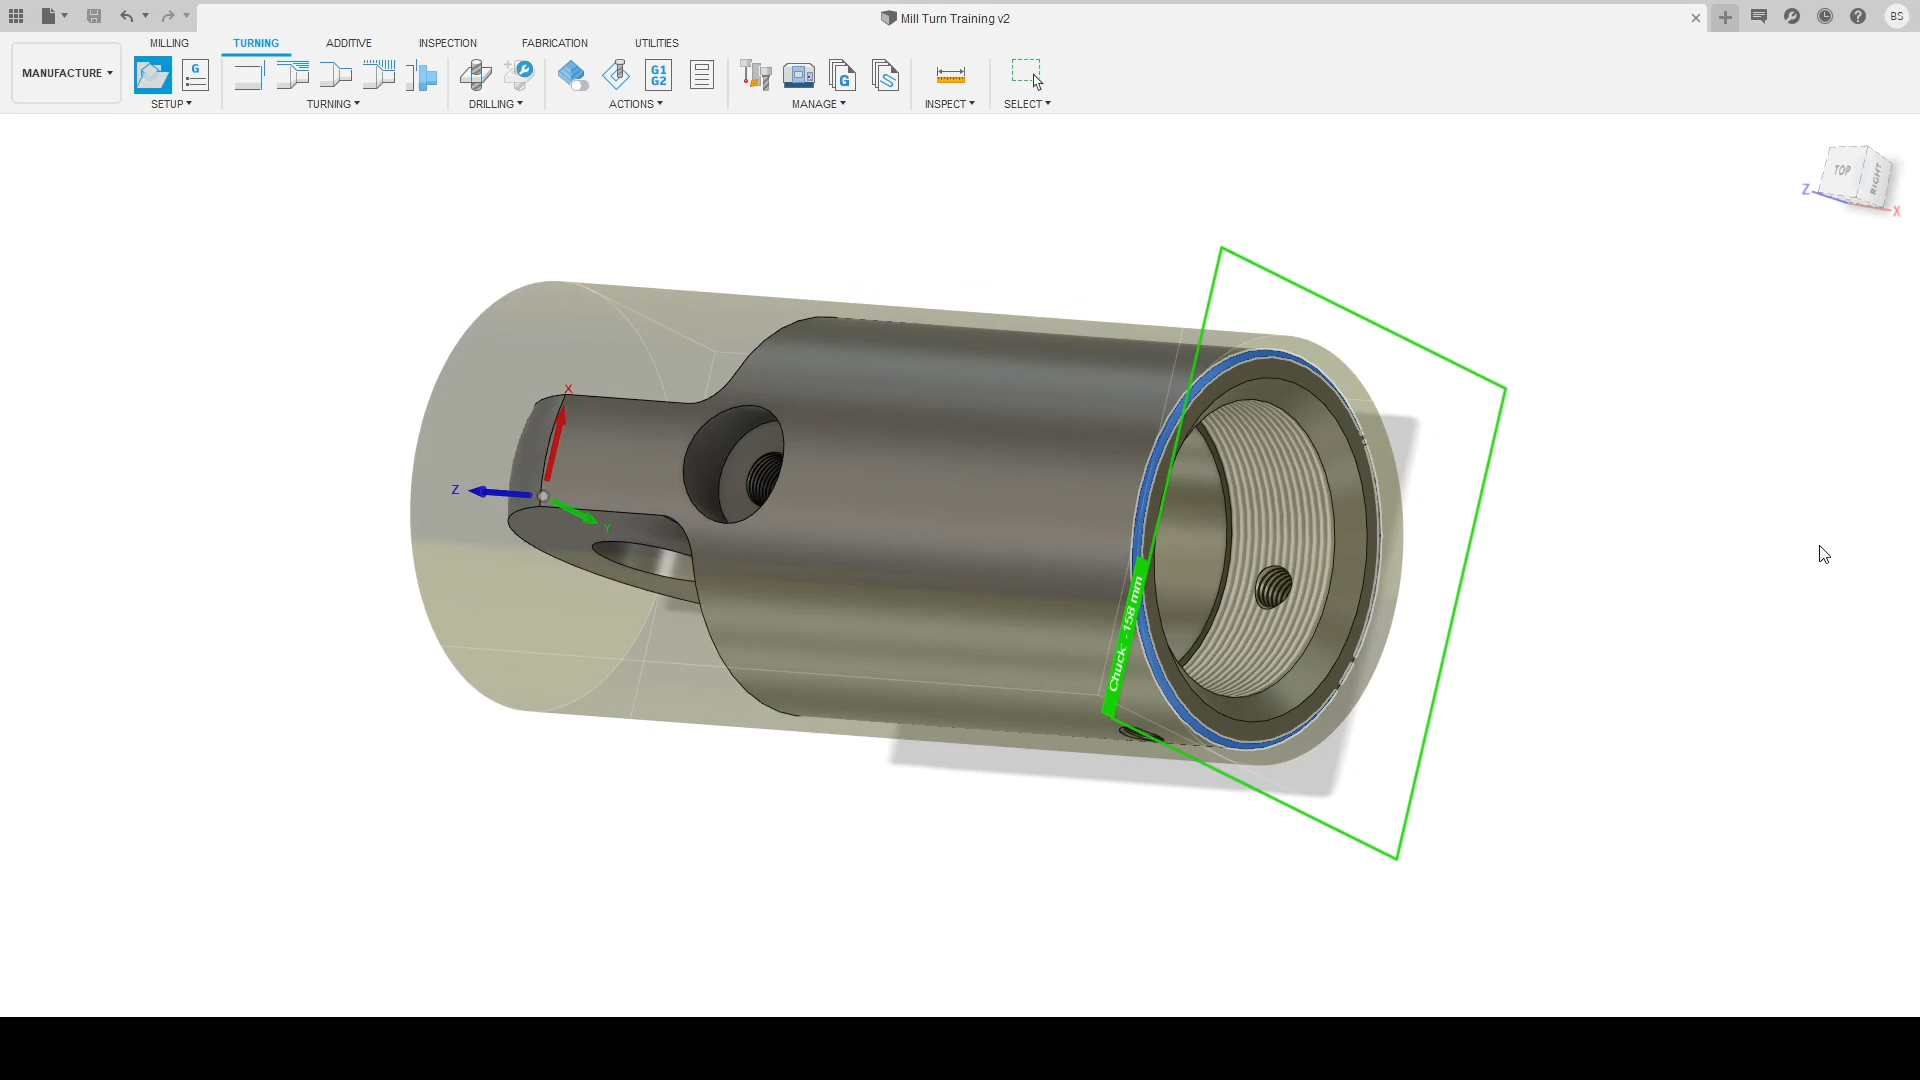 Mill Turn Training v2
BS
MILLING
TURNING
ADDITIVE
INSPECTION
FABRICATION
UTILITIES
MANUFACTURE
G
G1
G2
G
SETUP
TURNING
DRILLING
ACTIONS
MANAGE
INSPECT
SELECT
TOP
RIGHT
Z
X
X
Z
Y
Chuck -158 mm